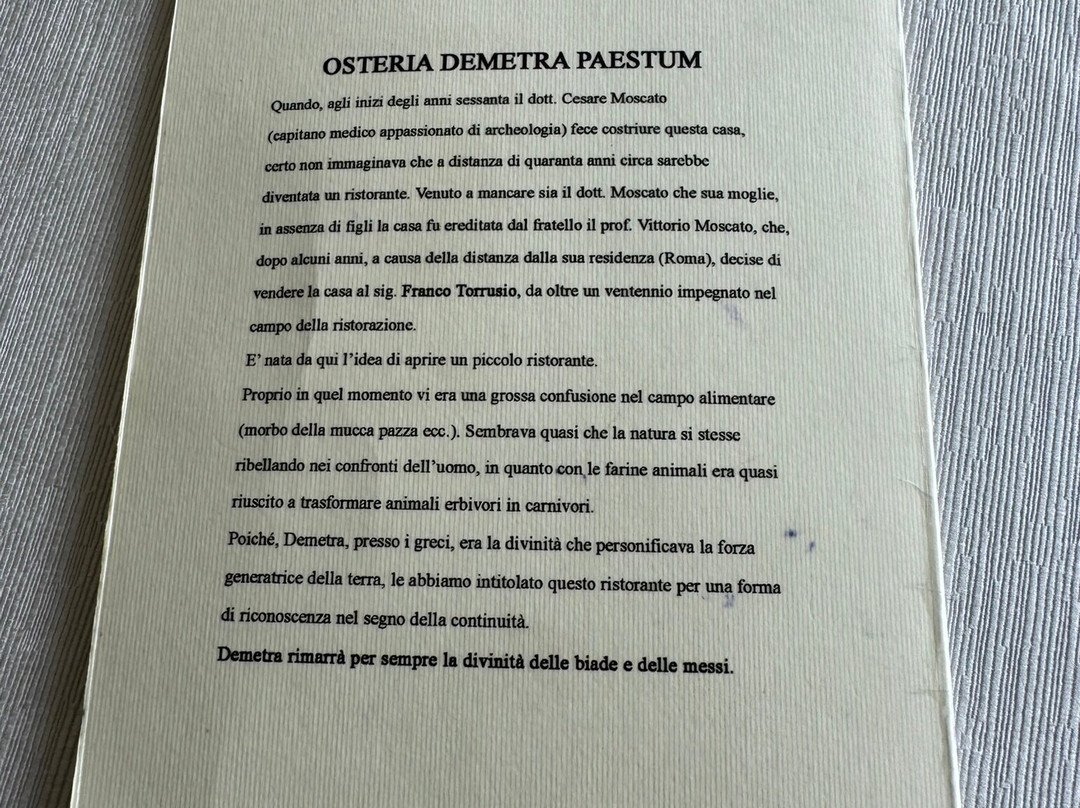 OSTERIA DEMETRA PAESTUM
Quando, agli inizi degli anni sessanta il dott. Cesare Moscato
(capitano medico appassionato di archeologia) fece costriure questa casa,
certo non immaginava che a distanza di quaranta anni circa sarebbe
diventata un ristorante. Venuto a mancare sia il dott. Moscato che sua moglie,
in assenza di figli la casa fu ereditata dal fratello il prof. Vittorio Moscato, che,
dopo alcuni anni, a causa della distanza dalla sua residenza (Roma), decise di
vendere la casa al sig. Franco Torrusio, da oltre un ventennio impegnato nel
campo della ristorazione.
E’ nata da qui l’idea di aprire un piccolo ristorante.
Proprio in quel momento vi era una grossa confusione nel campo alimentare
(morbo della mucca pazza ecc.). Sembrava quasi che la natura si stesse
ribellando nei confronti dell’uomo, in quanto con le farine animali era quasi
riuscito a trasformare animali erbivori in carnivori.
Poiché, Demetra, presso i greci, era la divinità che personificava la forza
generatrice della terra, le abbiamo intitolato questo ristorante per una forma
di riconoscenza nel segno della continuità.
Demetra rimarrà per sempre la divinità delle biade e delle messi.